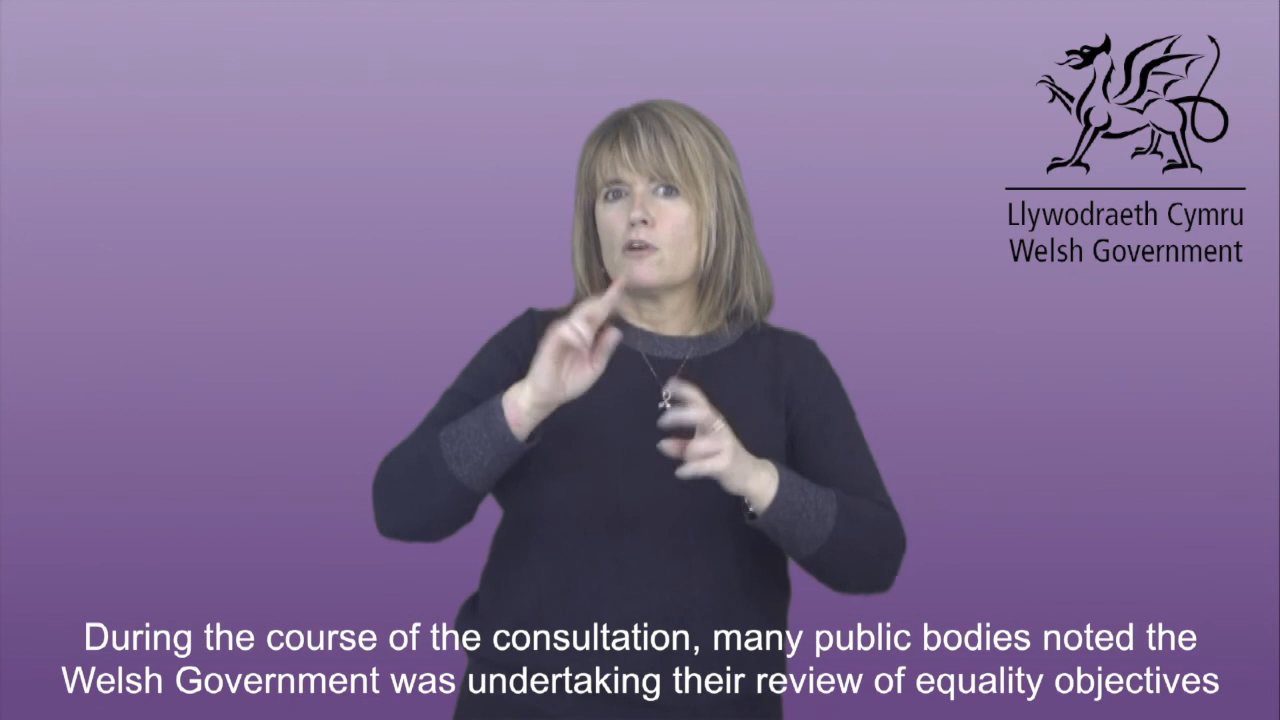 Llywodraeth Cymru
Welsh Government
During the course of the consultation, many public bodies noted the
Welsh Government was undertaking their review of equality objectives